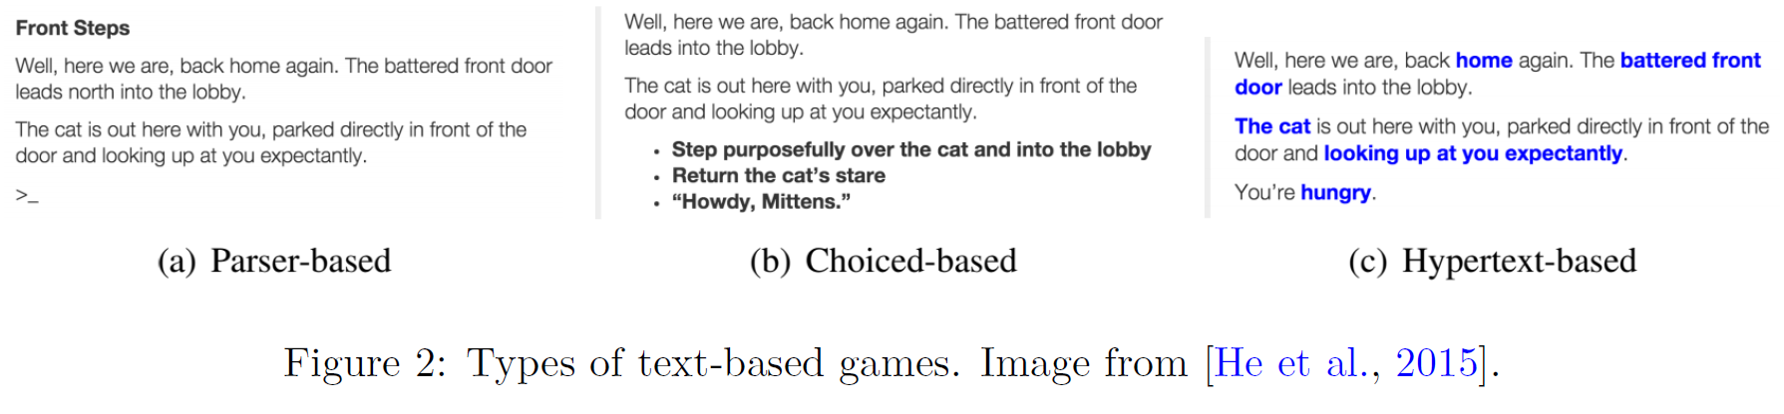 Front Steps
Well, here we are, back home again. The battered front door
leads north into the lobby.
The cat is out here with you, parked directly in front of the
door and looking up at you expectantly.
>_
(a) Parser-based
Well, here we are, back home again. The battered front door
leads into the lobby.
The cat is out here with you, parked directly in front of the
door and looking up at you expectantly.
• Step purposefully over the cat and into the lobby
• Return the cat's stare
• “Howdy, Mittens.”
(b) Choiced-based
Well, here we are, back home again. The battered front
door leads into the lobby.
The cat is out here with you, parked directly in front of the
door and looking up at you expectantly.
You're hungry.
(c) Hypertext-based
Figure 2: Types of text-based games. Image from [He et al., 2015].